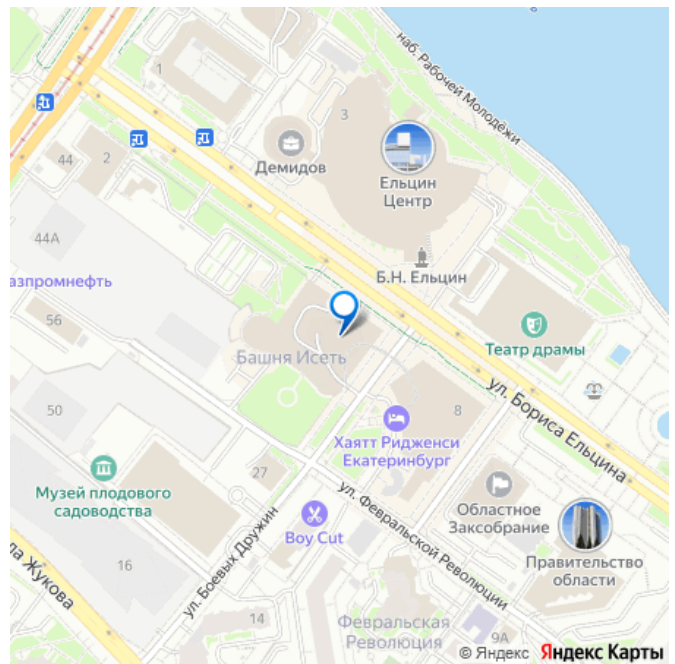 наб. Рабочей Молодёжи
1
3
Демидов
Ельцин
Центр
44
2
44А
Б.Н. Ельцин
азпромнефть
56
Башня Исеть
Театр драмы
ул. Бориса Ельцина
50
8
Хаятт Ридженси
Екатеринбург
27
Музей плодового
садоводства
ул. Февральской Революции
Областное
Заксобрание
Boy Cut
ул. Боевых Дружин
Правительство
области
16
ла Жукова
14
Февральская
Революция
9А
© Яндекс Яндекс Карты